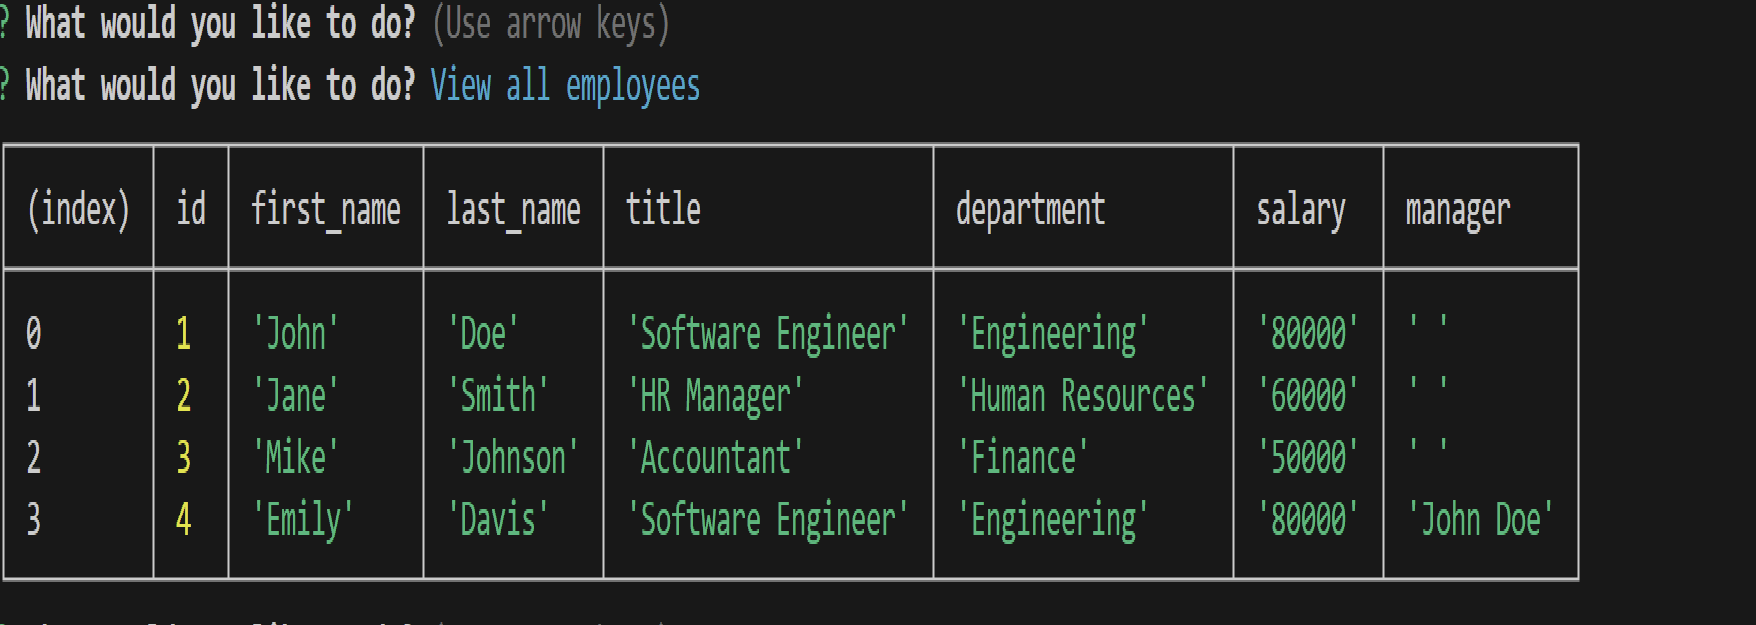 ? What would you like to do? (Use arrow keys)
? What would you like to do? View all employees
(index) id first_name last_name title department salary manager
0 1 'John' 'Doe' 'Software Engineer' 'Engineering' '80000' ' '
1 2 'Jane' 'Smith' 'HR Manager' 'Human Resources' '60000' ' '
2 3 'Mike' 'Johnson' 'Accountant' 'Finance' '50000' ' '
3 4 'Emily' 'Davis' 'Software Engineer' 'Engineering' '80000' 'John Doe'